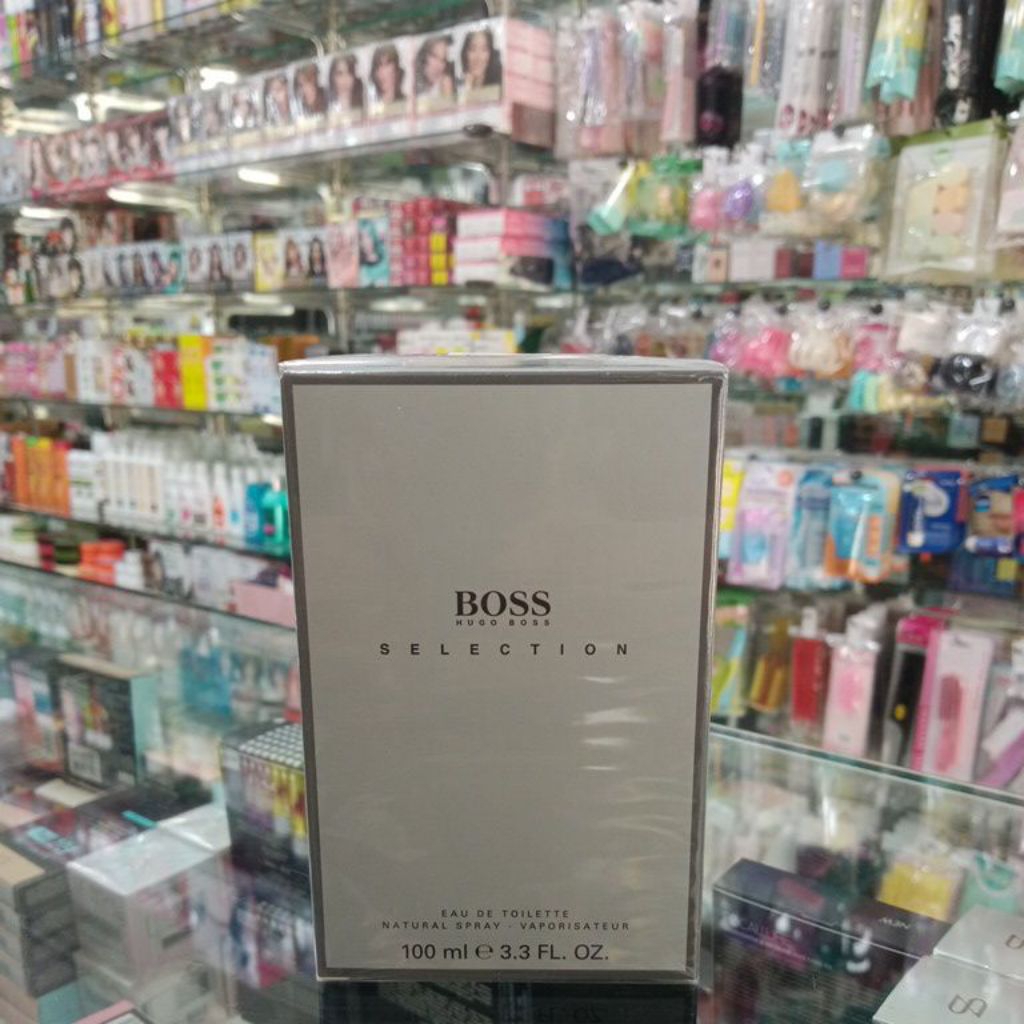 BOSS
HUGO BOSS
SELECTION
EAU DE TOILETTE
NATURAL SPRAY - VAPORISATEUR
100 ml ℮ 3.3 FL. OZ.